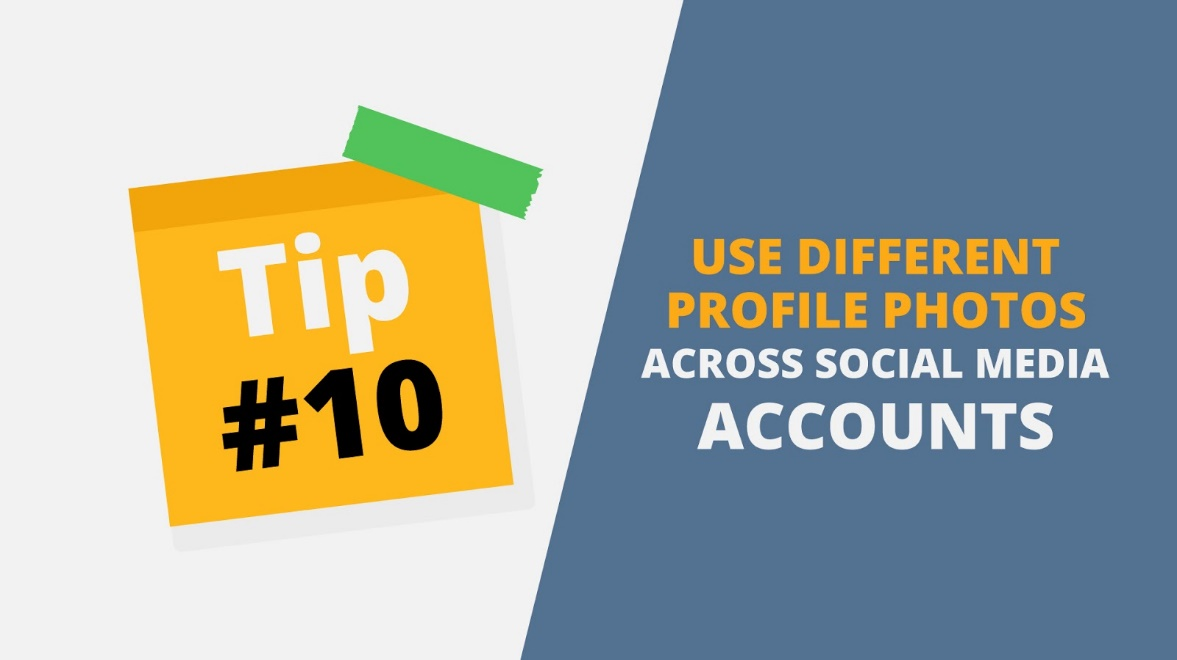 Tip
#10
USE DIFFERENT
PROFILE PHOTOS
ACROSS SOCIAL MEDIA
ACCOUNTS